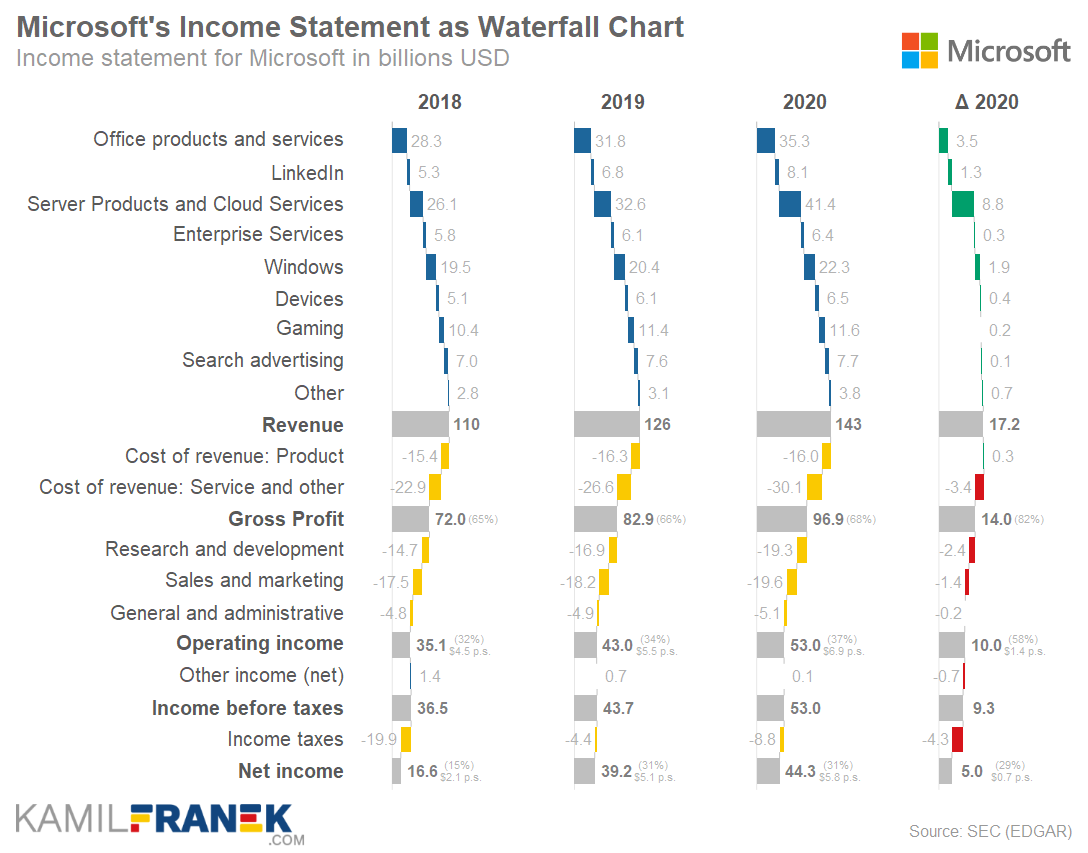 Microsoft's Income Statement as Waterfall Chart
Income statement for Microsoft in billions USD
Microsoft
2018 2019 2020 Δ 2020
Office products and services 28.3 31.8 35.3 3.5
LinkedIn 5.3 6.8 8.1 1.3
Server Products and Cloud Services 26.1 32.6 41.4 8.8
Enterprise Services 5.8 6.1 6.4 0.3
Windows 19.5 20.4 22.3 1.9
Devices 5.1 6.1 6.5 0.4
Gaming 10.4 11.4 11.6 0.2
Search advertising 7.0 7.6 7.7 0.1
Other 2.8 3.1 3.8 0.7
Revenue 110 126 143 17.2
Cost of revenue: Product -15.4 -16.3 -16.0 0.3
Cost of revenue: Service and other -22.9 -26.6 -30.1 -3.4
Gross Profit 72.0 (65%) 82.9 (66%) 96.9 (68%) 14.0 (82%)
Research and development -14.7 -16.9 -19.3 -2.4
Sales and marketing -17.5 -18.2 -19.6 -1.4
General and administrative -4.8 -4.9 -5.1 -0.2
Operating income 35.1 (32%) $4.5 p.s. 43.0 (34%) $5.5 p.s. 53.0 (37%) $6.9 p.s. 10.0 (58%) $1.4 p.s.
Other income (net) 1.4 0.7 0.1 -0.7
Income before taxes 36.5 43.7 53.0 9.3
Income taxes -19.9 -4.4 -8.8 -4.3
Net income 16.6 (15%) $2.1 p.s. 39.2 (31%) $5.1 p.s. 44.3 (31%) $5.8 p.s. 5.0 (29%) $0.7 p.s.
KAMILFRANEK
.COM
Source: SEC (EDGAR)